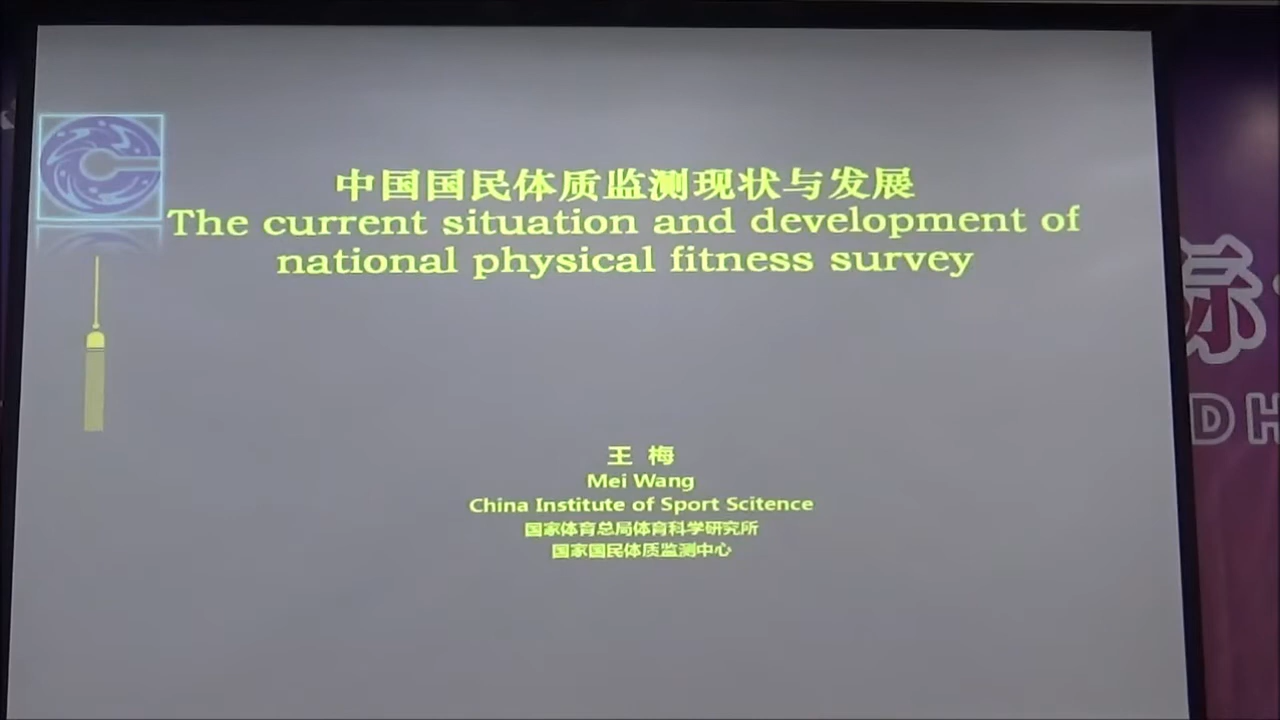 中国国民体质监测现状与发展
The current situation and development of
national physical fitness survey
王 梅
Mei Wang
China Institute of Sport Scitence
国家体育总局体育科学研究所
国家国民体质监测中心
际
D H